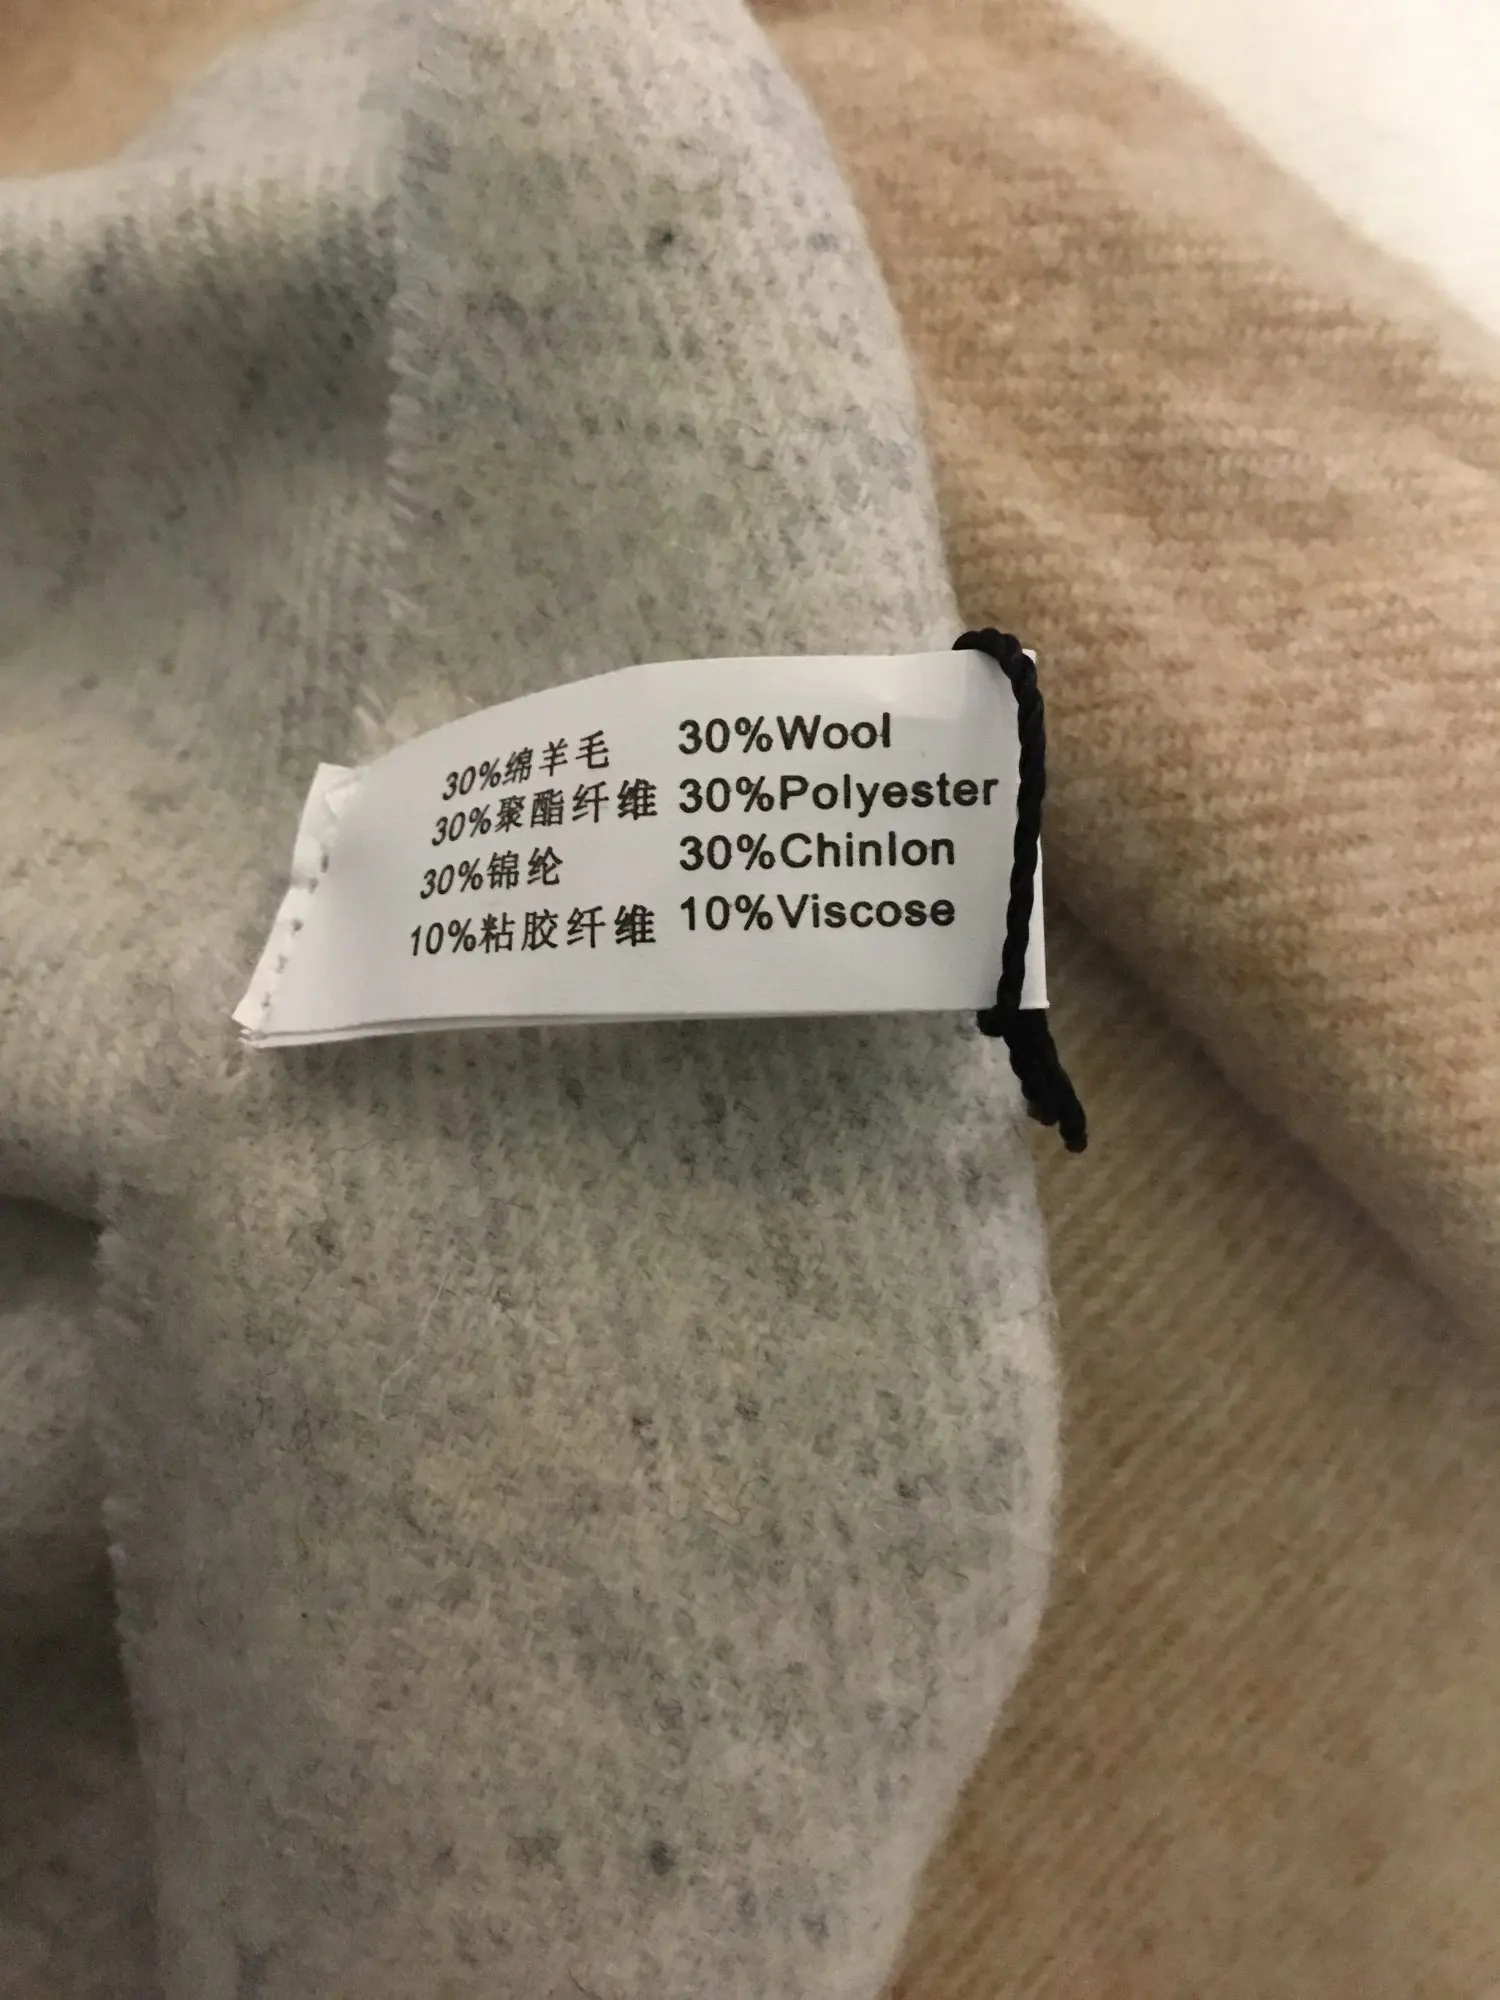 30%绵羊毛 30%Wool
30%聚酯纤维 30%Polyester
30%锦纶 30%Chinlon
10%粘胶纤维 10%Viscose